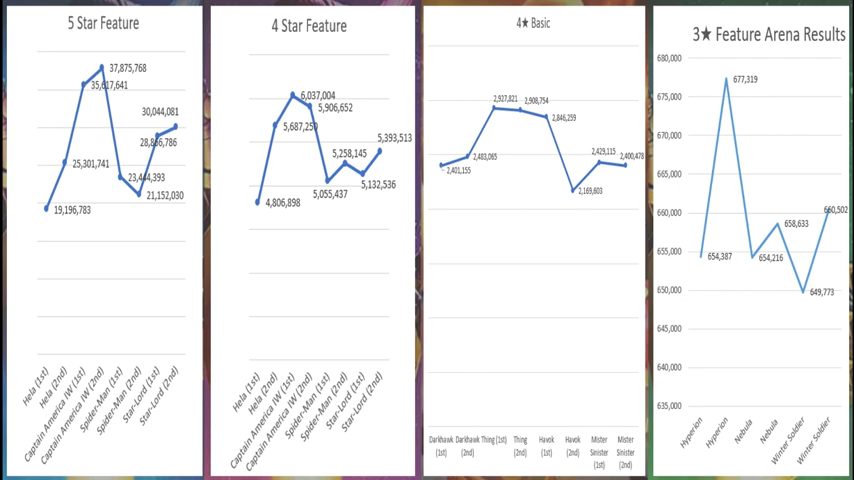 5 Star Feature
37,875,768
35,617,641
30,044,081
28,866,786
25,301,741
23,444,393
21,152,030
19,196,783
Hela (1st)
Hela (2nd)
Captain America IW (1st)
Captain America IW (2nd)
Spider-Man (1st)
Spider-Man (2nd)
Star-Lord (1st)
Star-Lord (2nd)
4 Star Feature
6,037,004
5,906,652
5,687,250
5,393,513
5,258,145
5,132,536
5,055,437
4,806,898
Hela (1st)
Hela (2nd)
Captain America IW (1st)
Captain America IW (2nd)
Spider-Man (1st)
Spider-Man (2nd)
Star-Lord (1st)
Star-Lord (2nd)
4★ Basic
2,927,821
2,908,754
2,846,259
2,483,065
2,429,115
2,400,478
2,401,155
2,169,603
Darkhawk (1st)
Darkhawk (2nd)
Thing (1st)
Thing (2nd)
Havok (1st)
Havok (2nd)
Mister Sinister (1st)
Mister Sinister (2nd)
3★ Feature Arena Results
680,000
675,000
670,000
665,000
660,000
655,000
650,000
645,000
640,000
635,000
677,319
660,502
658,633
654,387
654,216
649,773
Hyperion
Hyperion
Nebula
Nebula
Winter Soldier
Winter Soldier